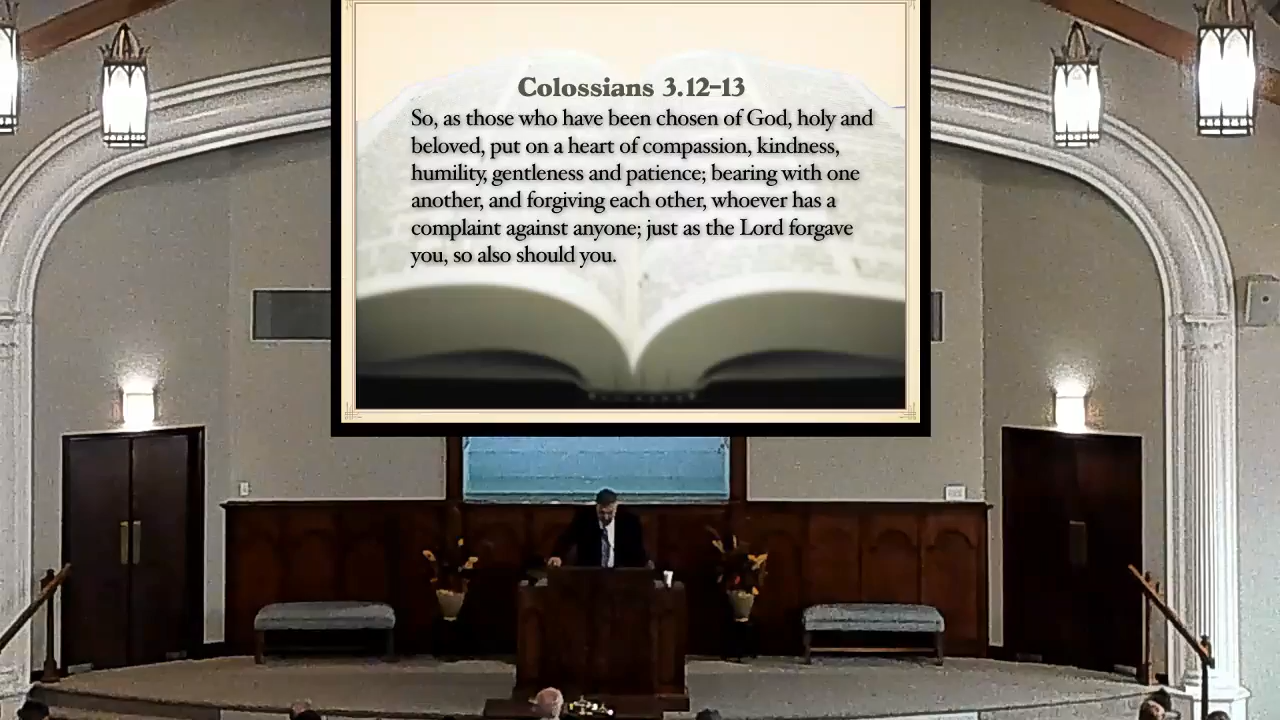 Colossians 3.12–13
So, as those who have been chosen of God, holy and
beloved, put on a heart of compassion, kindness,
humility, gentleness and patience; bearing with one
another, and forgiving each other, whoever has a
complaint against anyone; just as the Lord forgave
you, so also should you.